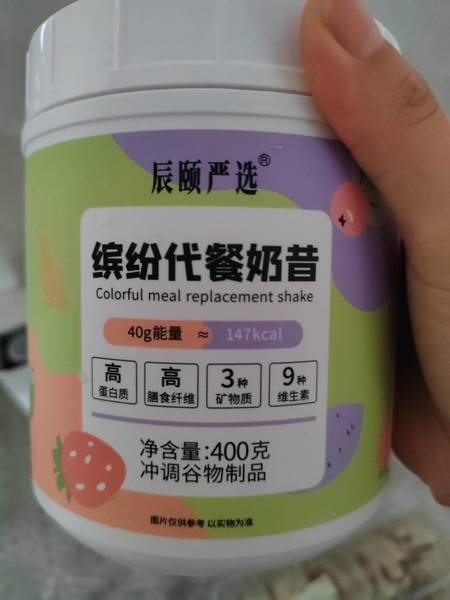 辰颐严选®
缤纷代餐奶昔
Colorful meal replacement shake
40g能量 ≈ 147kcal
高 高 3种 9种
蛋白质 膳食纤维 矿物质 维生素
净含量:400克
冲调谷物制品
图片仅供参考 以实物为准